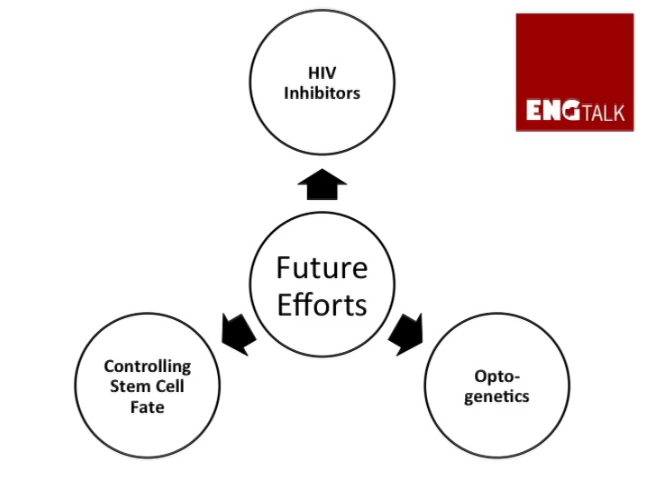 HIV
Inhibitors
ENGTALK
Future
Efforts
Controlling
Stem Cell
Fate
Opto-
genetics